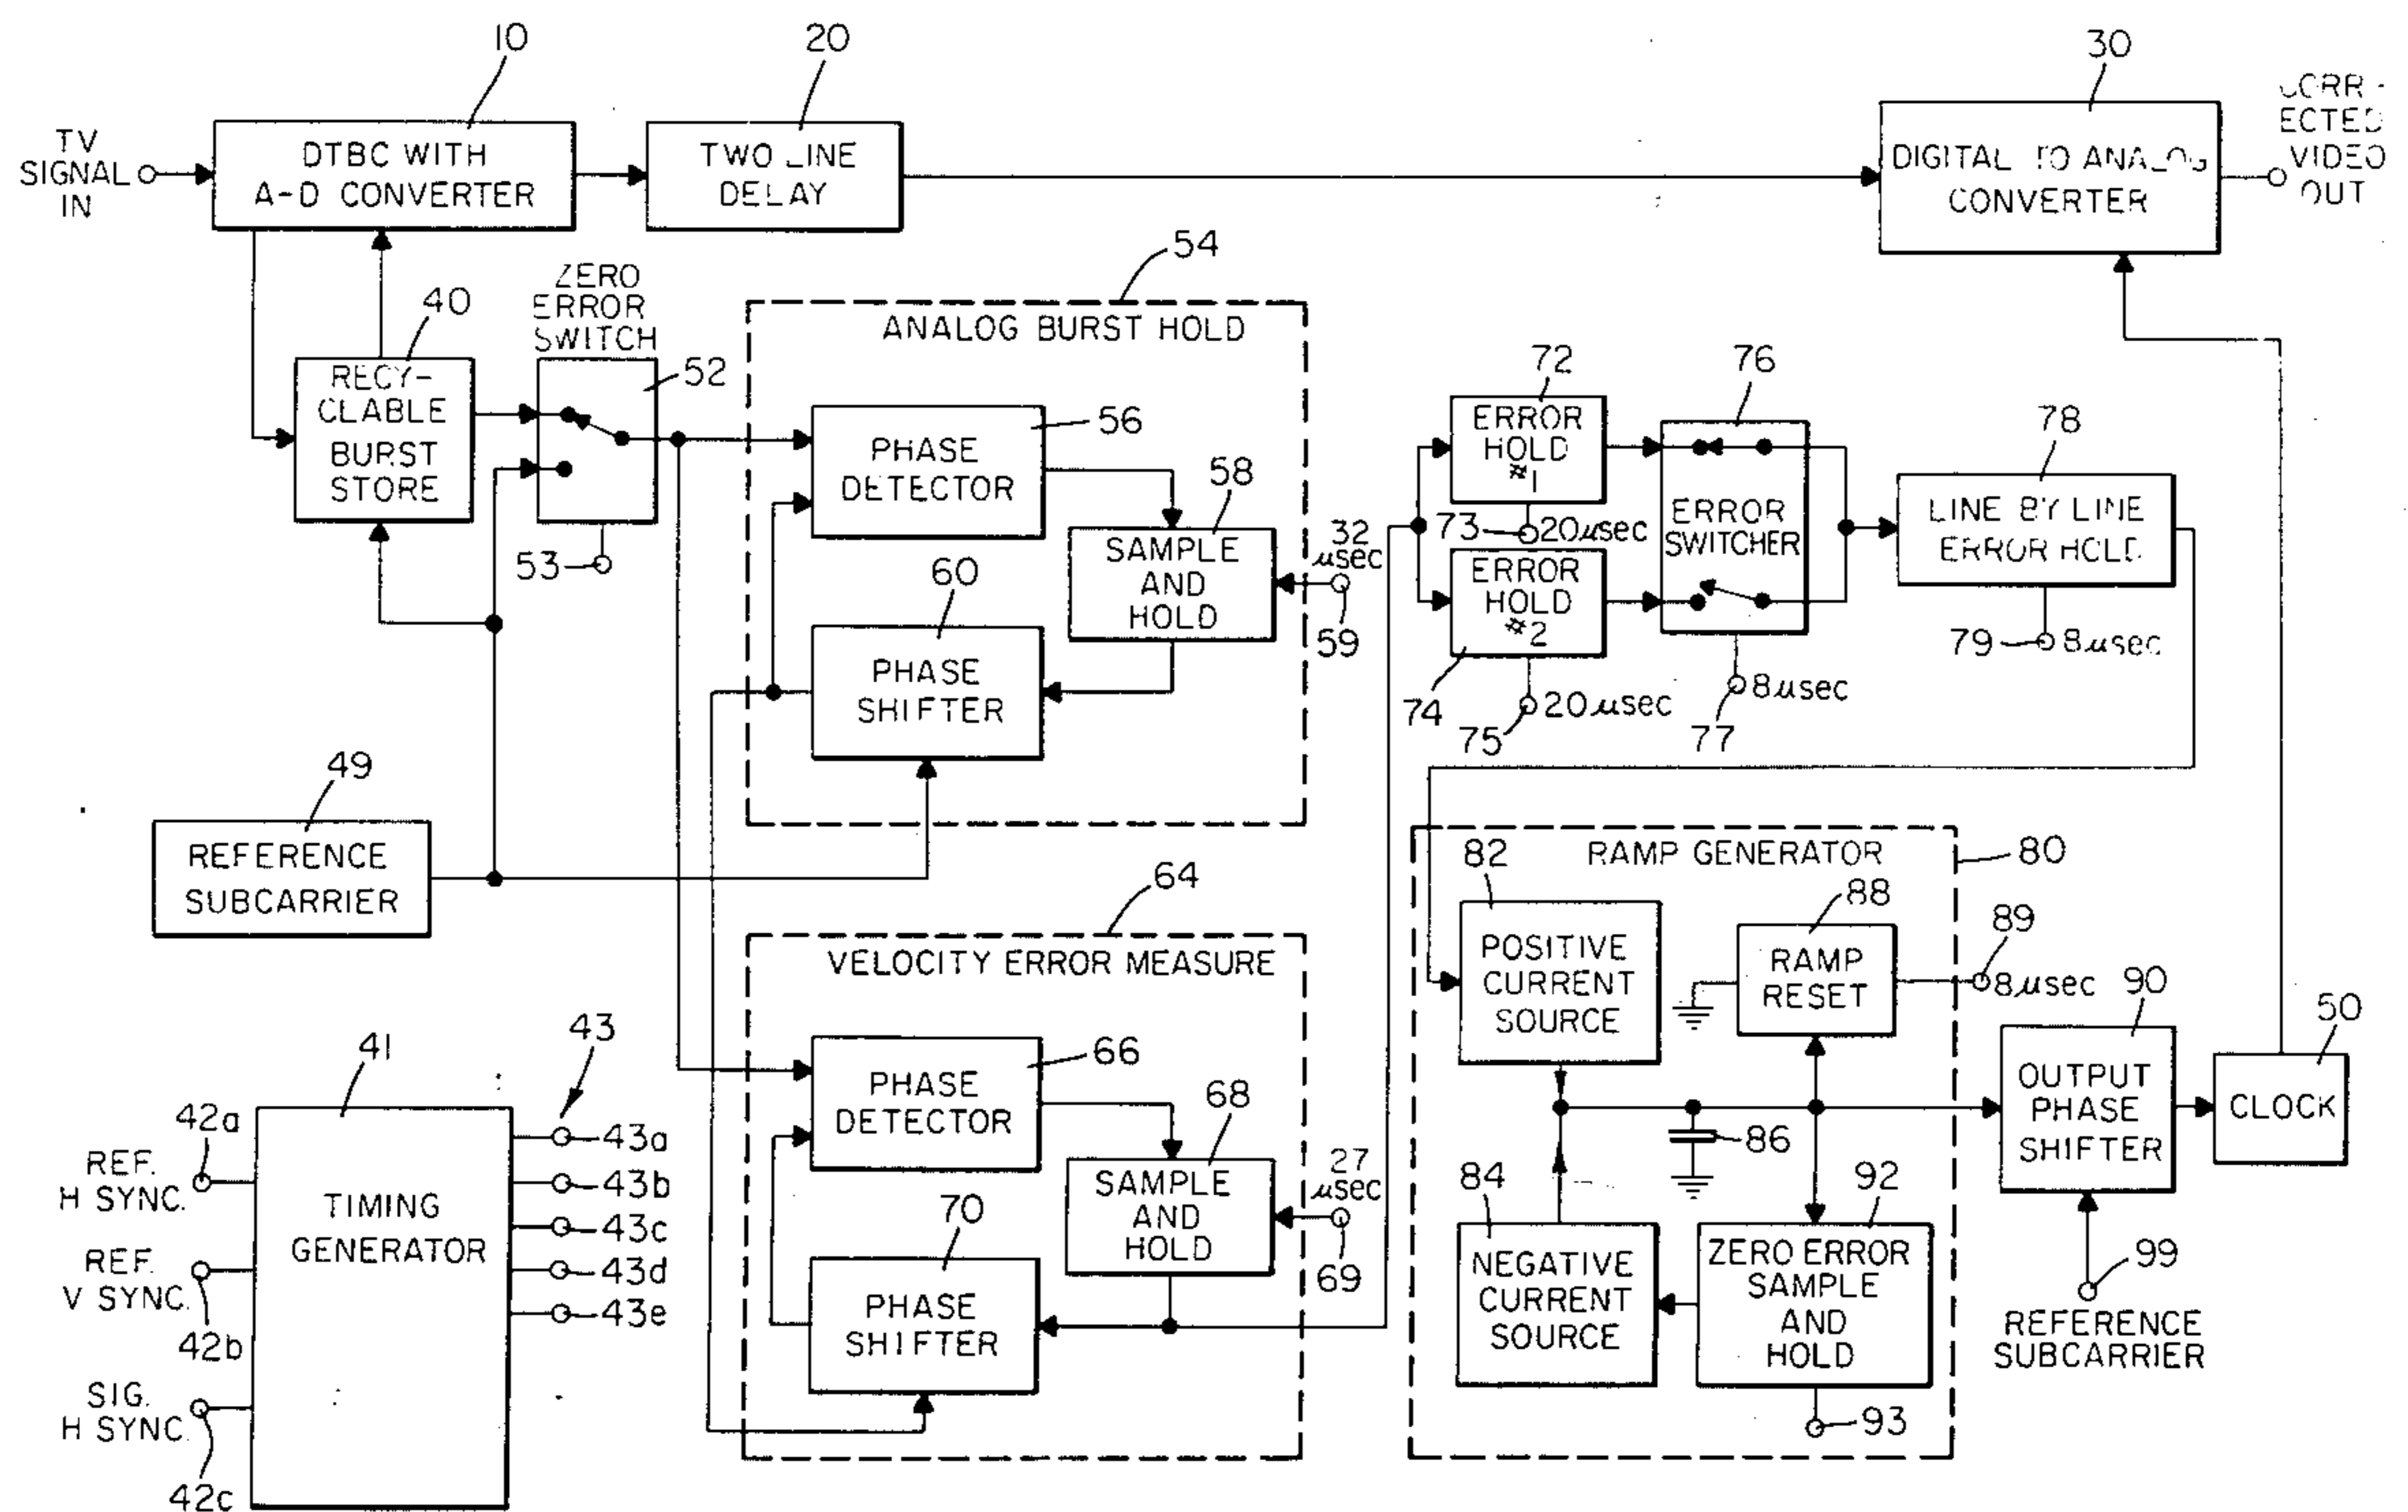 10
20
30
TV
SIGNAL
IN
DTBC WITH
A-D CONVERTER
TWO LINE
DELAY
DIGITAL TO ANALOG
CONVERTER
CORR-
ECTED
VIDEO
OUT
54
ZERO
ERROR
SWITCH
40
52
RECY-
CLABLE
BURST
STORE
53
ANALOG BURST HOLD
PHASE
DETECTOR
56
58
SAMPLE
AND
HOLD
32
µsec
59
60
PHASE
SHIFTER
72
ERROR
HOLD
#1
73
20µsec
ERROR
HOLD
#2
74
75
20µsec
76
ERROR
SWITCHER
77
8µsec
78
LINE BY LINE
ERROR HOLD
79
8µsec
49
REFERENCE
SUBCARRIER
64
VELOCITY ERROR MEASURE
PHASE
DETECTOR
66
68
SAMPLE
AND
HOLD
27
µsec
69
70
PHASE
SHIFTER
RAMP GENERATOR
80
82
POSITIVE
CURRENT
SOURCE
88
RAMP
RESET
89
8µsec
86
84
NEGATIVE
CURRENT
SOURCE
92
ZERO ERROR
SAMPLE
AND
HOLD
93
90
OUTPUT
PHASE
SHIFTER
50
CLOCK
99
REFERENCE
SUBCARRIER
41
TIMING
GENERATOR
42a
REF.
H SYNC.
REF.
V SYNC.
42b
SIG.
H SYNC.
42c
43
43a
43b
43c
43d
43e